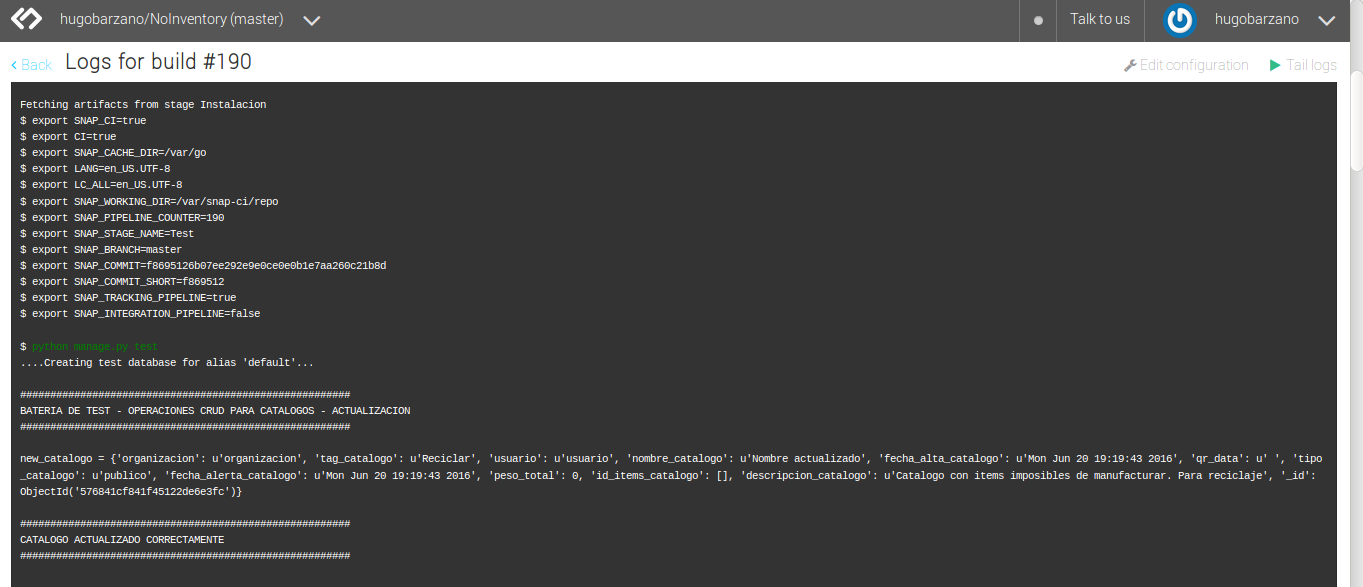 hugobarzano/NoInventory (master)
Talk to us
hugobarzano
Back
Logs for build #190
Edit configuration
Tail logs
Fetching artifacts from stage Instalacion
$ export SNAP_CI=true
$ export CI=true
$ export SNAP_CACHE_DIR=/var/go
$ export LANG=en_US.UTF-8
$ export LC_ALL=en_US.UTF-8
$ export SNAP_WORKING_DIR=/var/snap-ci/repo
$ export SNAP_PIPELINE_COUNTER=190
$ export SNAP_STAGE_NAME=Test
$ export SNAP_BRANCH=master
$ export SNAP_COMMIT=f8695126b07ee292e9e0ce0e0b1e7aa260c21b8d
$ export SNAP_COMMIT_SHORT=f869512
$ export SNAP_TRACKING_PIPELINE=true
$ export SNAP_INTEGRATION_PIPELINE=false
$ python manage.py test
....Creating test database for alias 'default'...
#######################################################
BATERIA DE TEST - OPERACIONES CRUD PARA CATALOGOS - ACTUALIZACION
#######################################################
new_catalogo = {'organizacion': u'organizacion', 'tag_catalogo': u'Reciclar', 'usuario': u'usuario', 'nombre_catalogo': u'Nombre actualizado', 'fecha_alta_catalogo': u'Mon Jun 20 19:19:43 2016', 'qr_data': u' ', 'tipo
_catalogo': u'publico', 'fecha_alerta_catalogo': u'Mon Jun 20 19:19:43 2016', 'peso_total': 0, 'id_items_catalogo': [], 'descripcion_catalogo': u'Catalogo con items imposibles de manufacturar. Para reciclaje', '_id':
ObjectId('576841cf841f45122de6e3fc')}
#######################################################
CATALOGO ACTUALIZADO CORRECTAMENTE
#######################################################